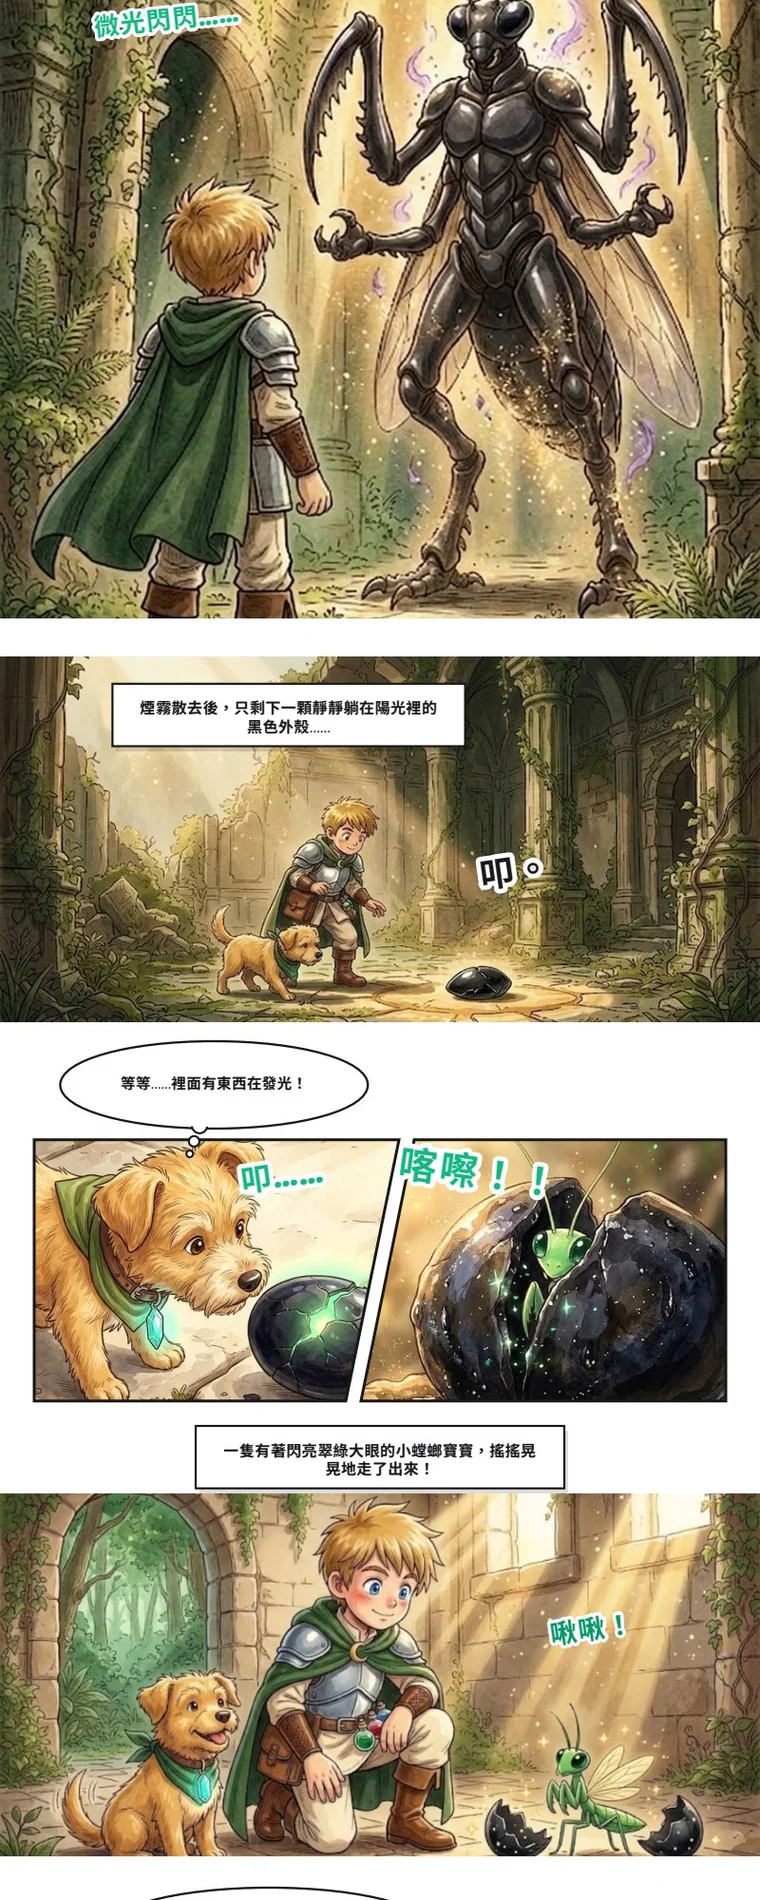 微光閃閃……
煙霧散去後，只剩下一顆靜靜躺在陽光裡的
黑色外殼……
叩。
等等……裡面有東西在發光！
叩……
喀嚓！！
一隻有著閃亮翠綠大眼的小螳螂寶寶，搖搖晃
晃地走了出來！
啾啾！